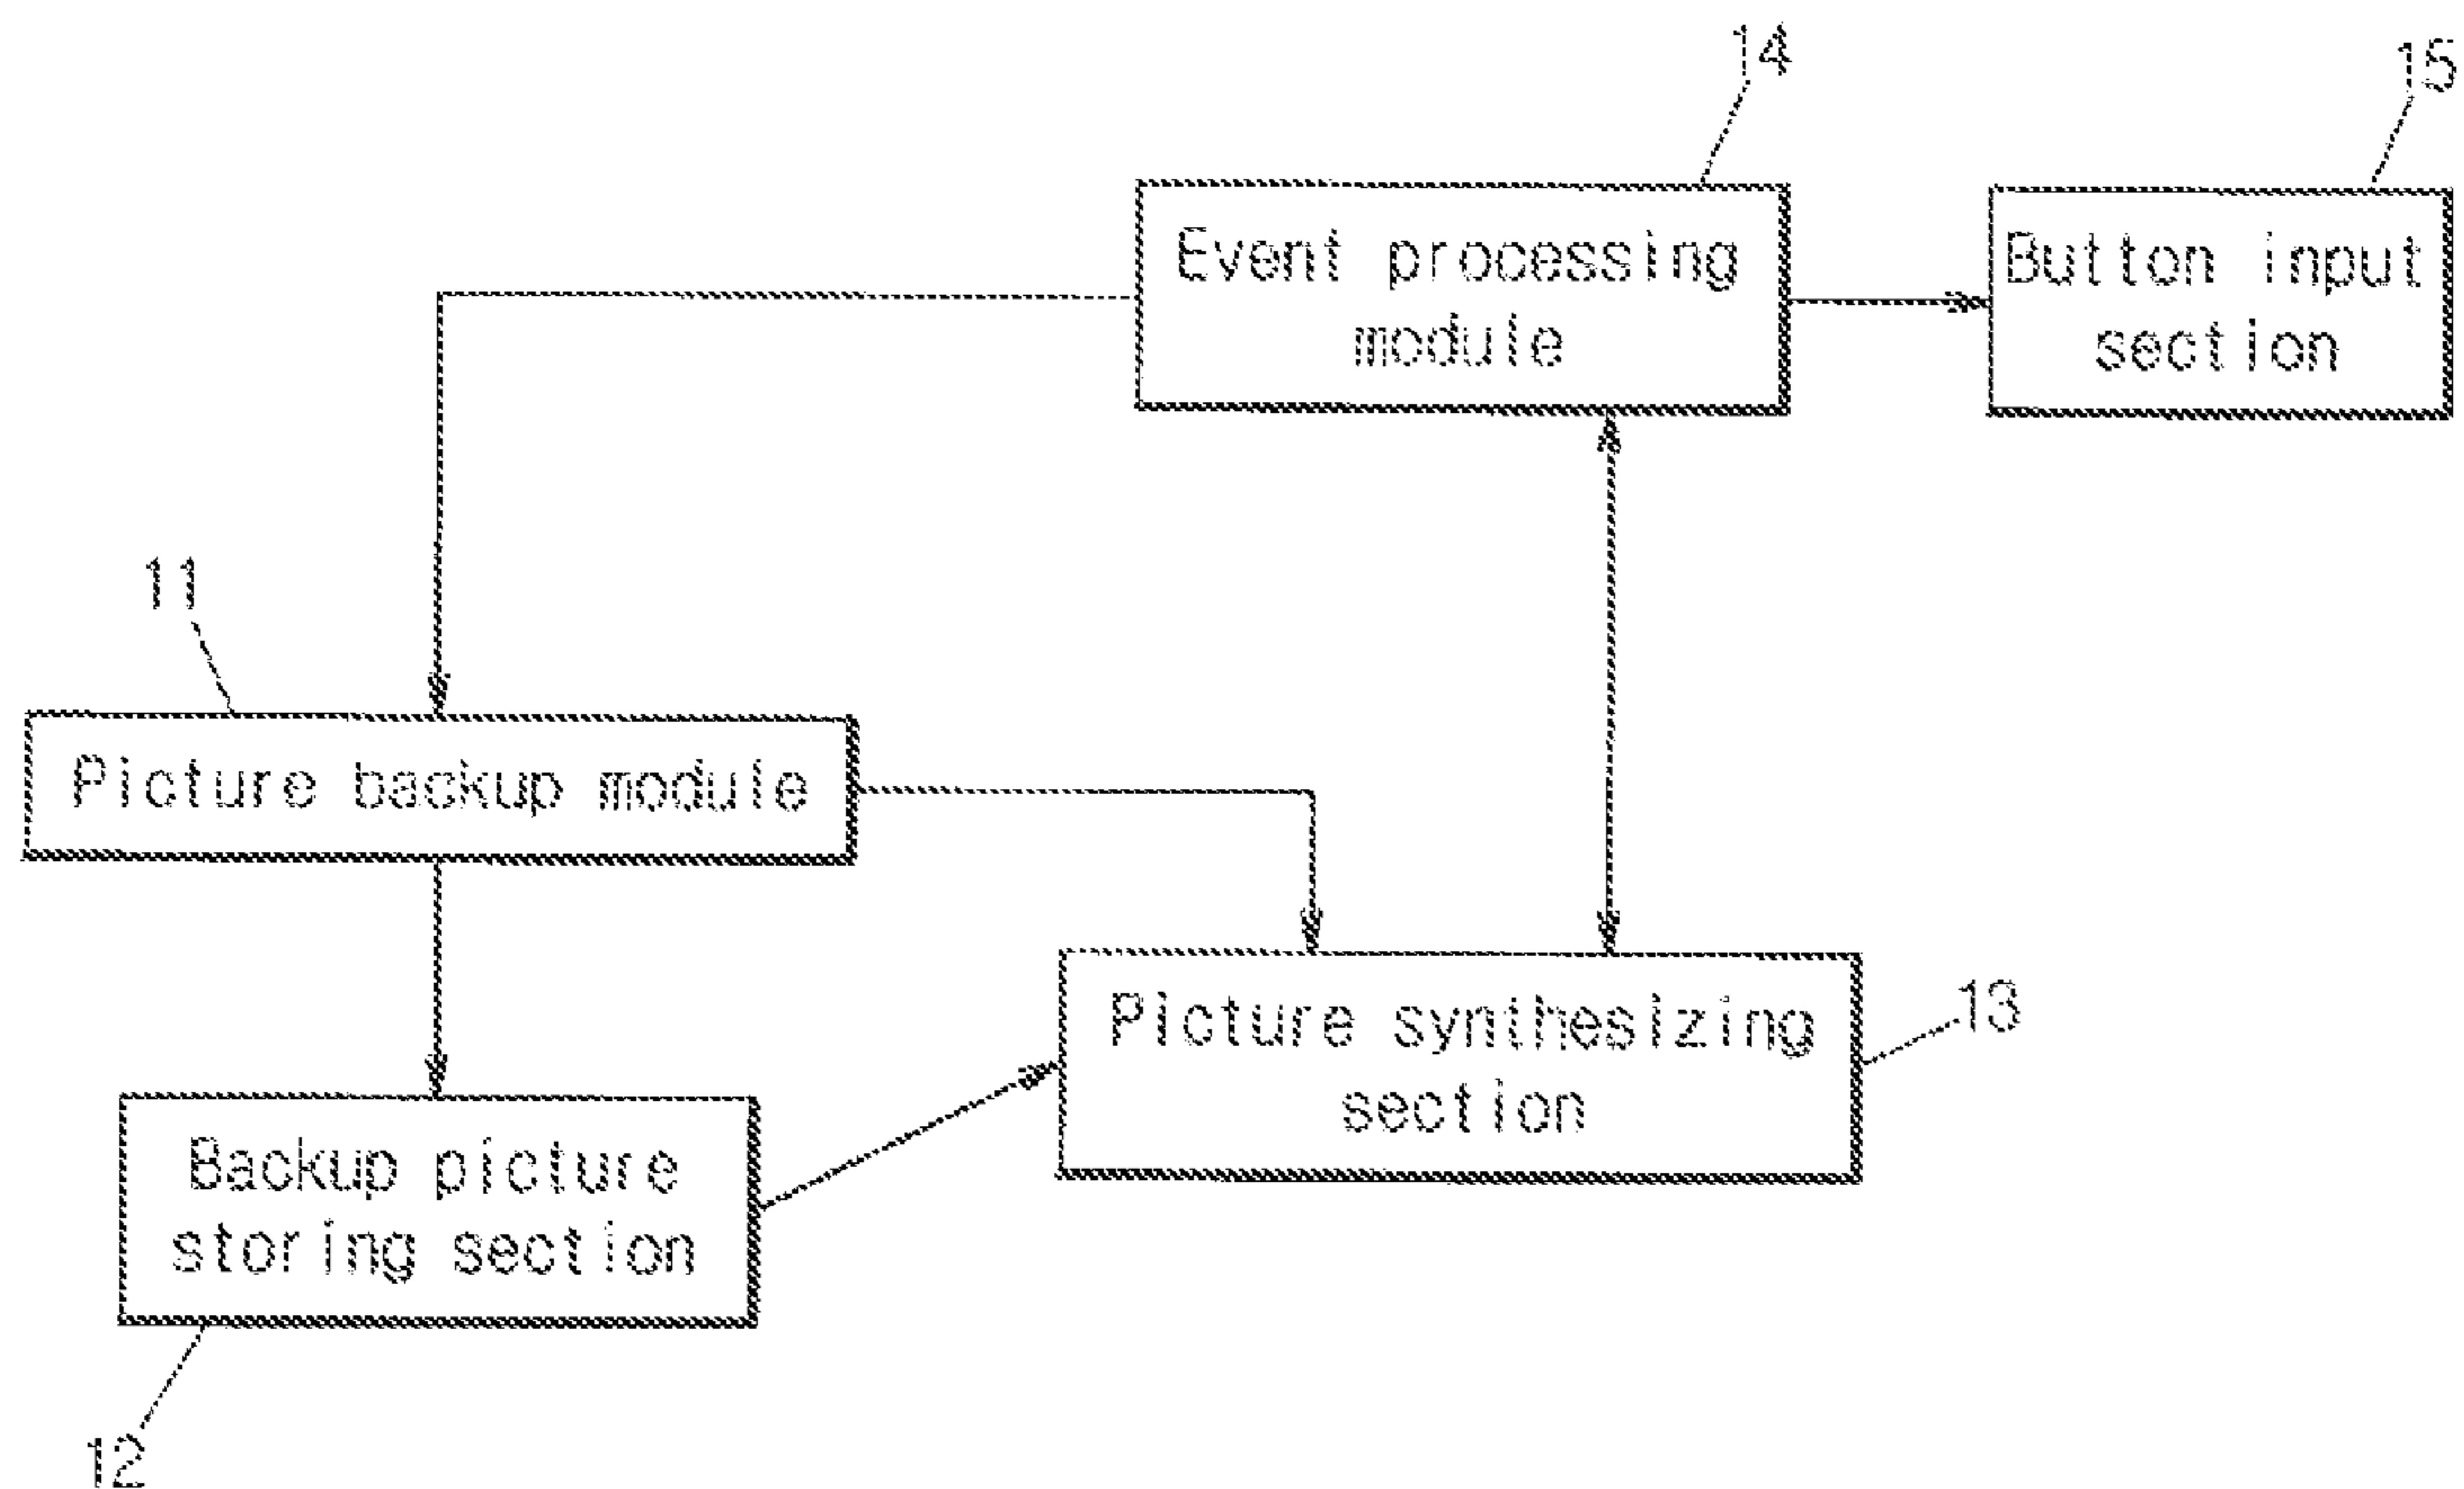 14
15
Event processing
module
Button input
section
11
Picture backup module
Picture synthesizing
section
13
Backup picture
storing section
12